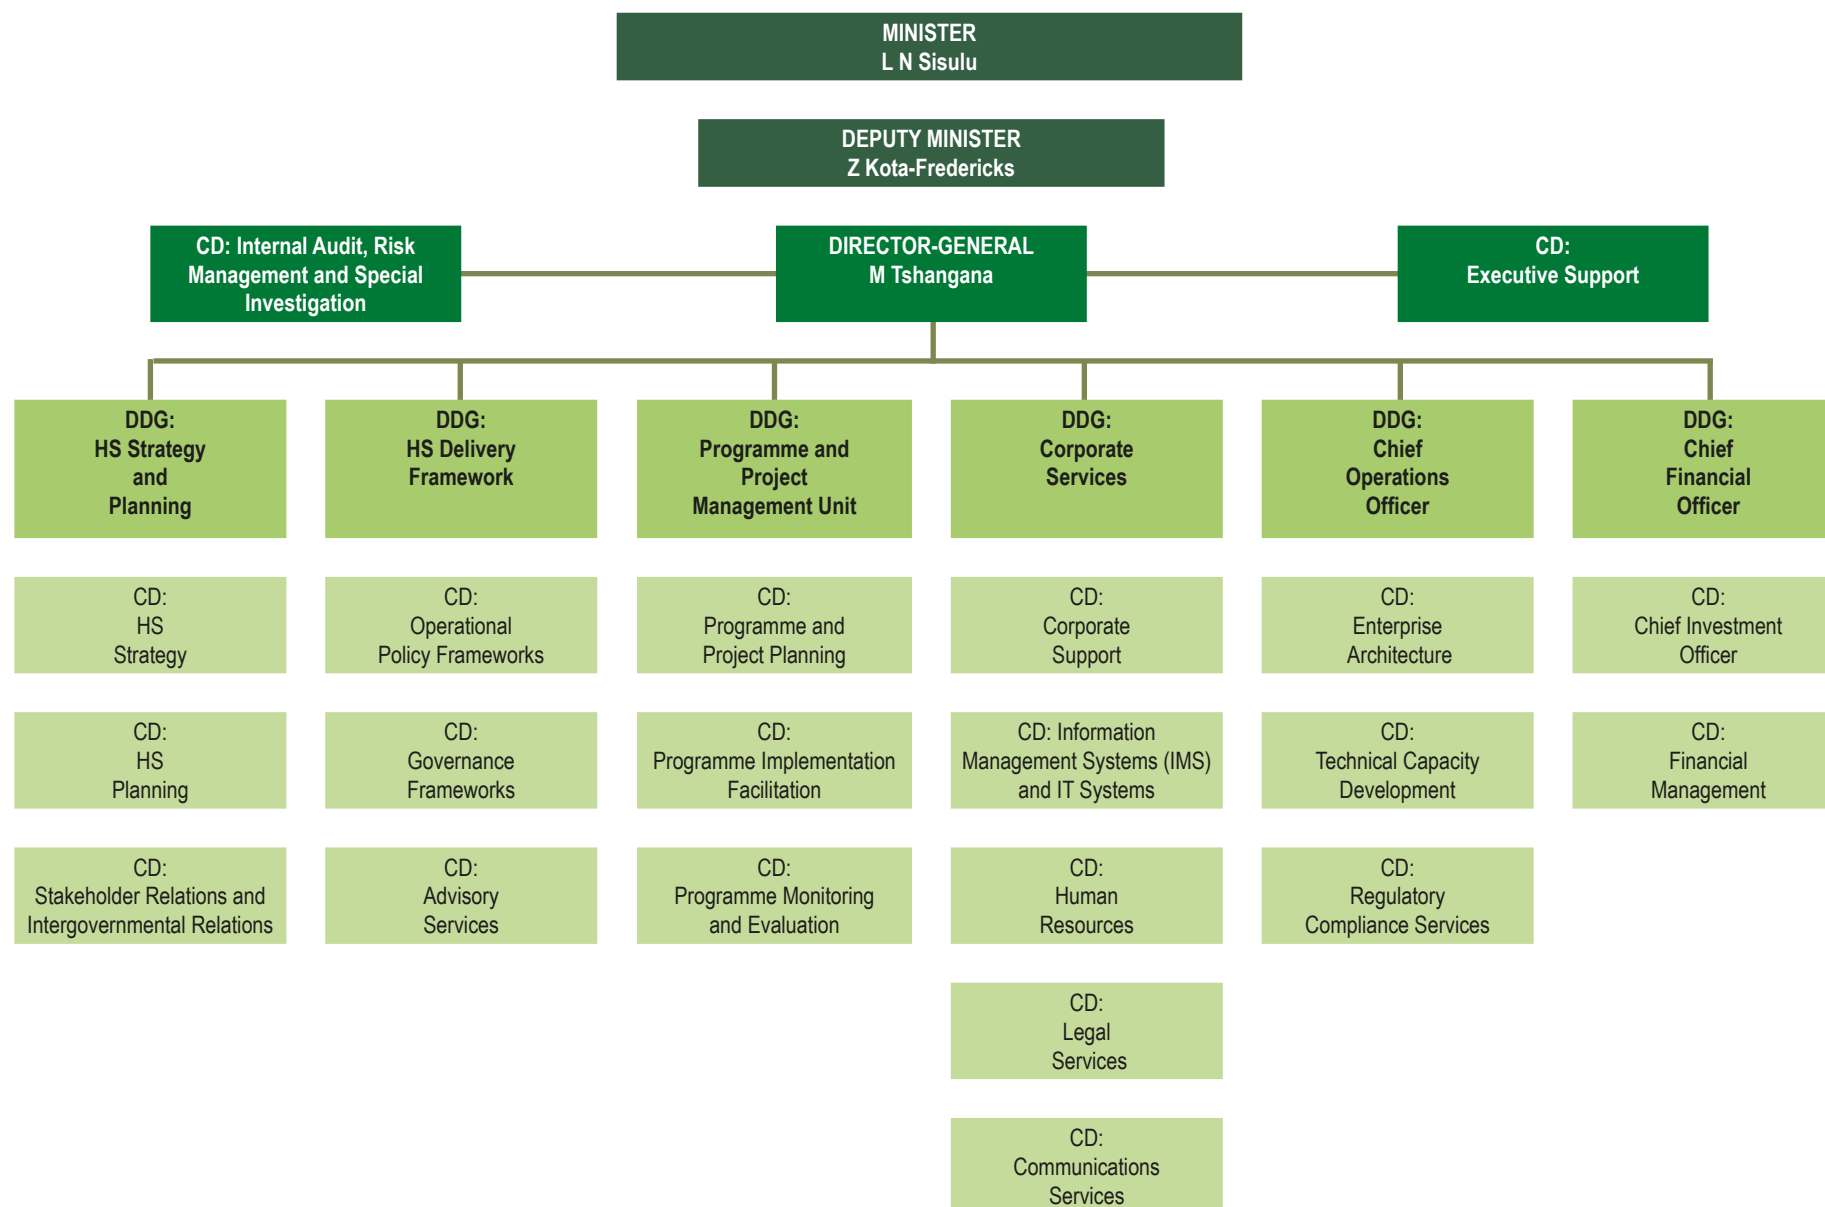 MINISTER
L N Sisulu
DEPUTY MINISTER
Z Kota-Fredericks
CD: Internal Audit, Risk
Management and Special
Investigation
DIRECTOR-GENERAL
M Tshangana
CD:
Executive Support
DDG:
HS Strategy
and
Planning
DDG:
HS Delivery
Framework
DDG:
Programme and
Project
Management Unit
DDG:
Corporate
Services
DDG:
Chief
Operations
Officer
DDG:
Chief
Financial
Officer
CD:
HS
Strategy
CD:
Operational
Policy Frameworks
CD:
Programme and
Project Planning
CD:
Corporate
Support
CD:
Enterprise
Architecture
CD:
Chief Investment
Officer
CD:
HS
Planning
CD:
Governance
Frameworks
CD:
Programme Implementation
Facilitation
CD: Information
Management Systems (IMS)
and IT Systems
CD:
Technical Capacity
Development
CD:
Financial
Management
CD:
Stakeholder Relations and
Intergovernmental Relations
CD:
Advisory
Services
CD:
Programme Monitoring
and Evaluation
CD:
Human
Resources
CD:
Regulatory
Compliance Services
CD:
Legal
Services
CD:
Communications
Services